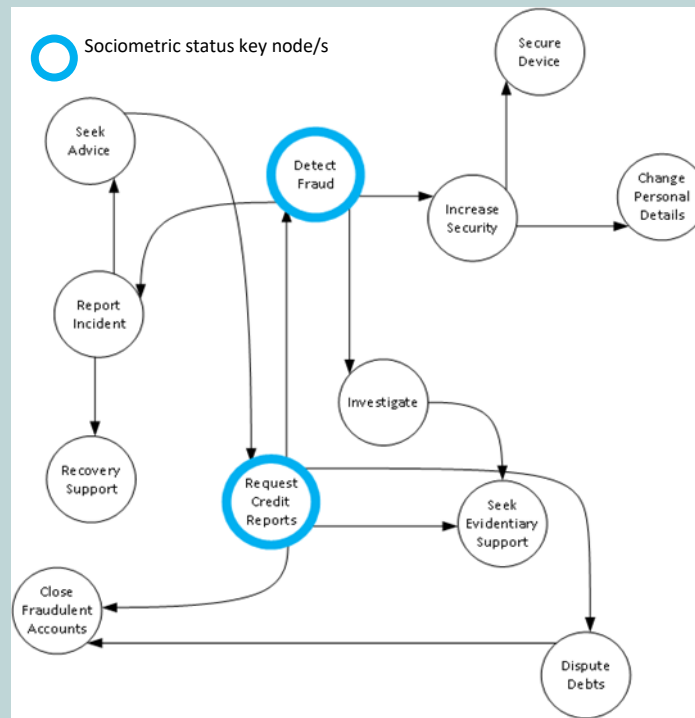 Sociometric status key node/s
Secure
Device
Seek
Advice
Detect
Fraud
Change
Personal
Details
Increase
Security
Report
Incident
Investigate
Recovery
Support
Request
Credit
Reports
Seek
Evidentiary
Support
Close
Fraudulent
Accounts
Dispute
Debts